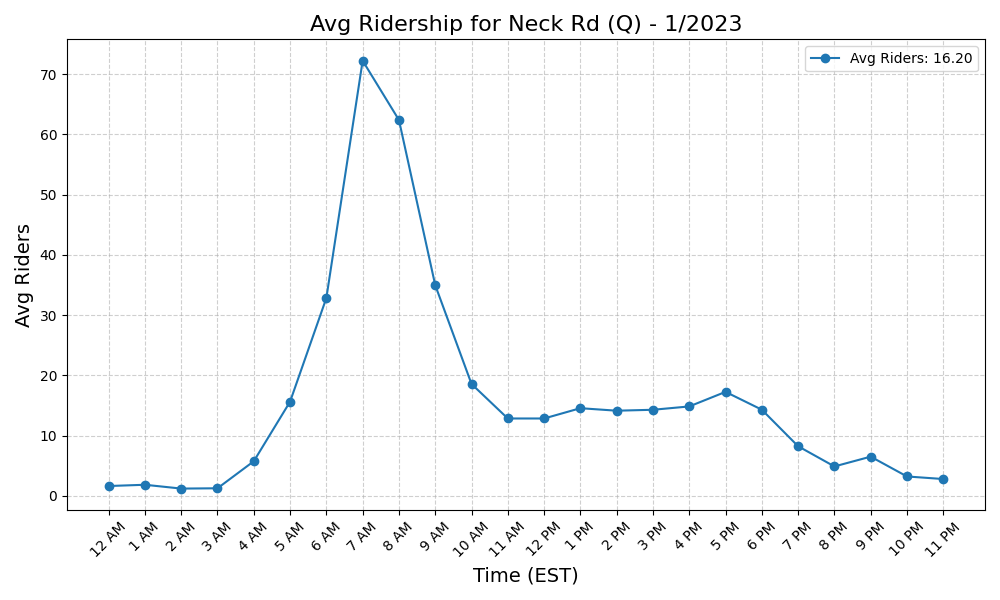 Avg Ridership for Neck Rd (Q) - 1/2023
Avg Riders: 16.20
Avg Riders
70
60
50
40
30
20
10
0
12 AM
1 AM
2 AM
3 AM
4 AM
5 AM
6 AM
7 AM
8 AM
9 AM
10 AM
11 AM
12 PM
1 PM
2 PM
3 PM
4 PM
5 PM
6 PM
7 PM
8 PM
9 PM
10 PM
11 PM
Time (EST)